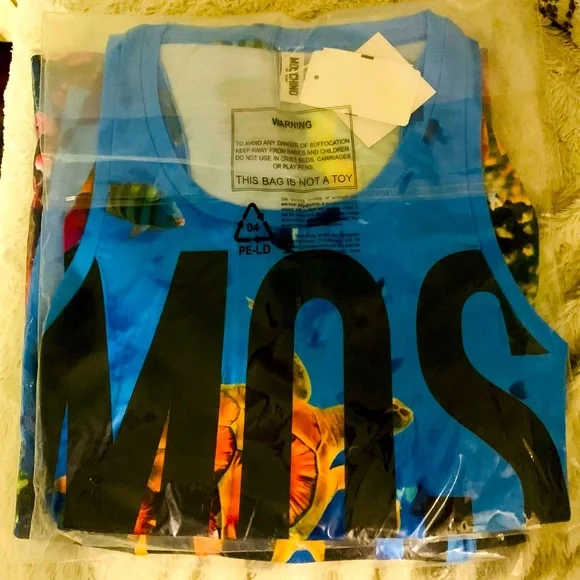 WARNING
TO AVOID ANY DANGER OF SUFFOCATION
KEEP AWAY FROM BABIES AND CHILDREN.
DO NOT USE IN CRIBS BEDS, CARRIAGES
OR PLAY PENS.
THIS BAG IS NOT A TOY
04
PE-LD
MOS